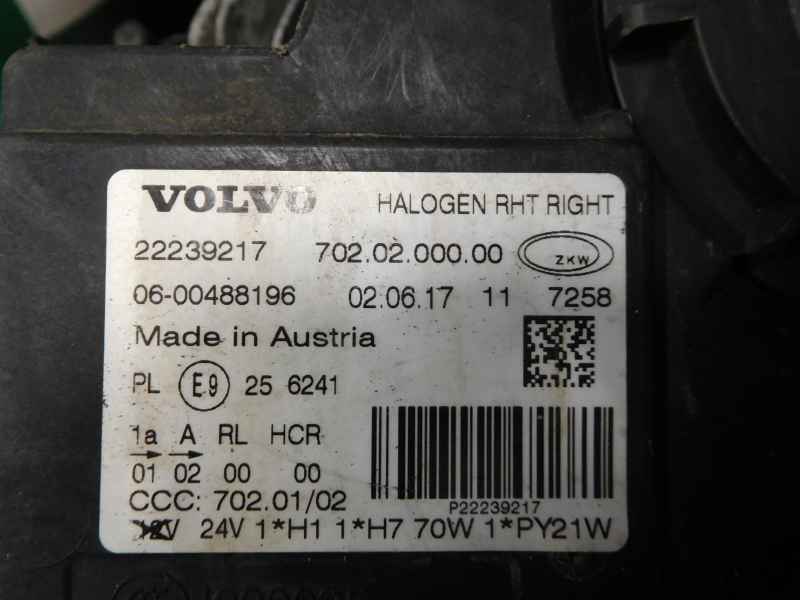 VOLVO HALOGEN RHT RIGHT
22239217 702.02.000.00 ZKW
06-00488196 02.06.17 11 7258
Made in Austria
PL E9 25 6241
1a A RL HCR
01 02 00 00
CCC: 702.01/02
P22239217
12V 24V 1*H1 1*H7 70W 1*PY21W